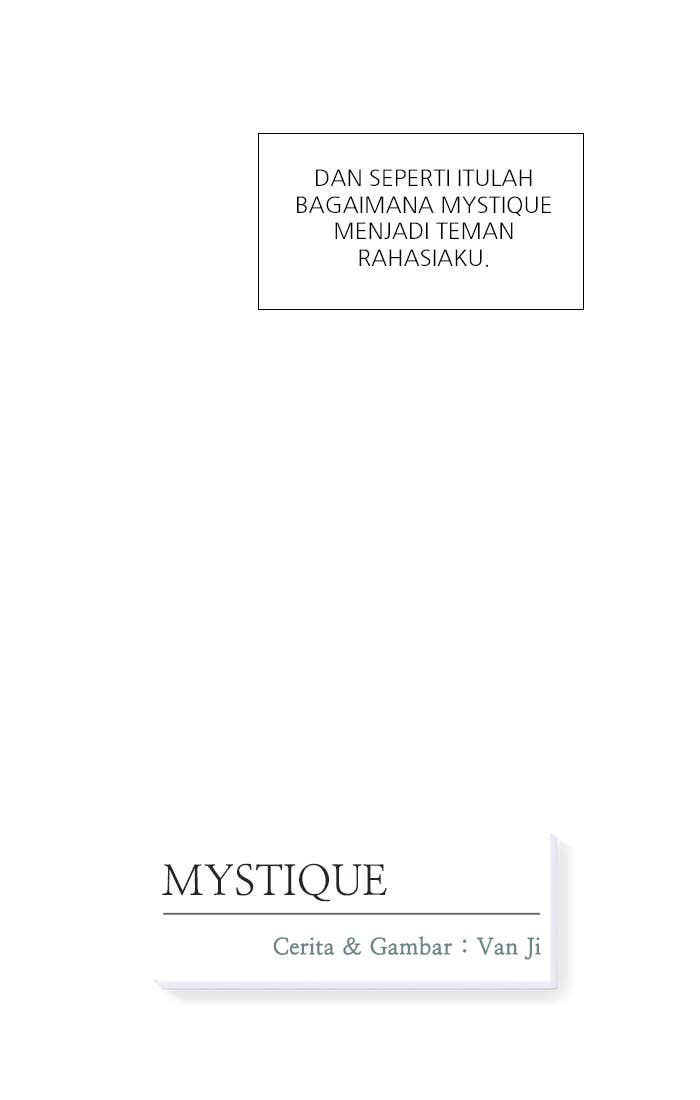 DAN SEPERTI ITULAH
BAGAIMANA MYSTIQUE
MENJADI TEMAN
RAHASIAKU.
MYSTIQUE
Cerita & Gambar : Van Ji